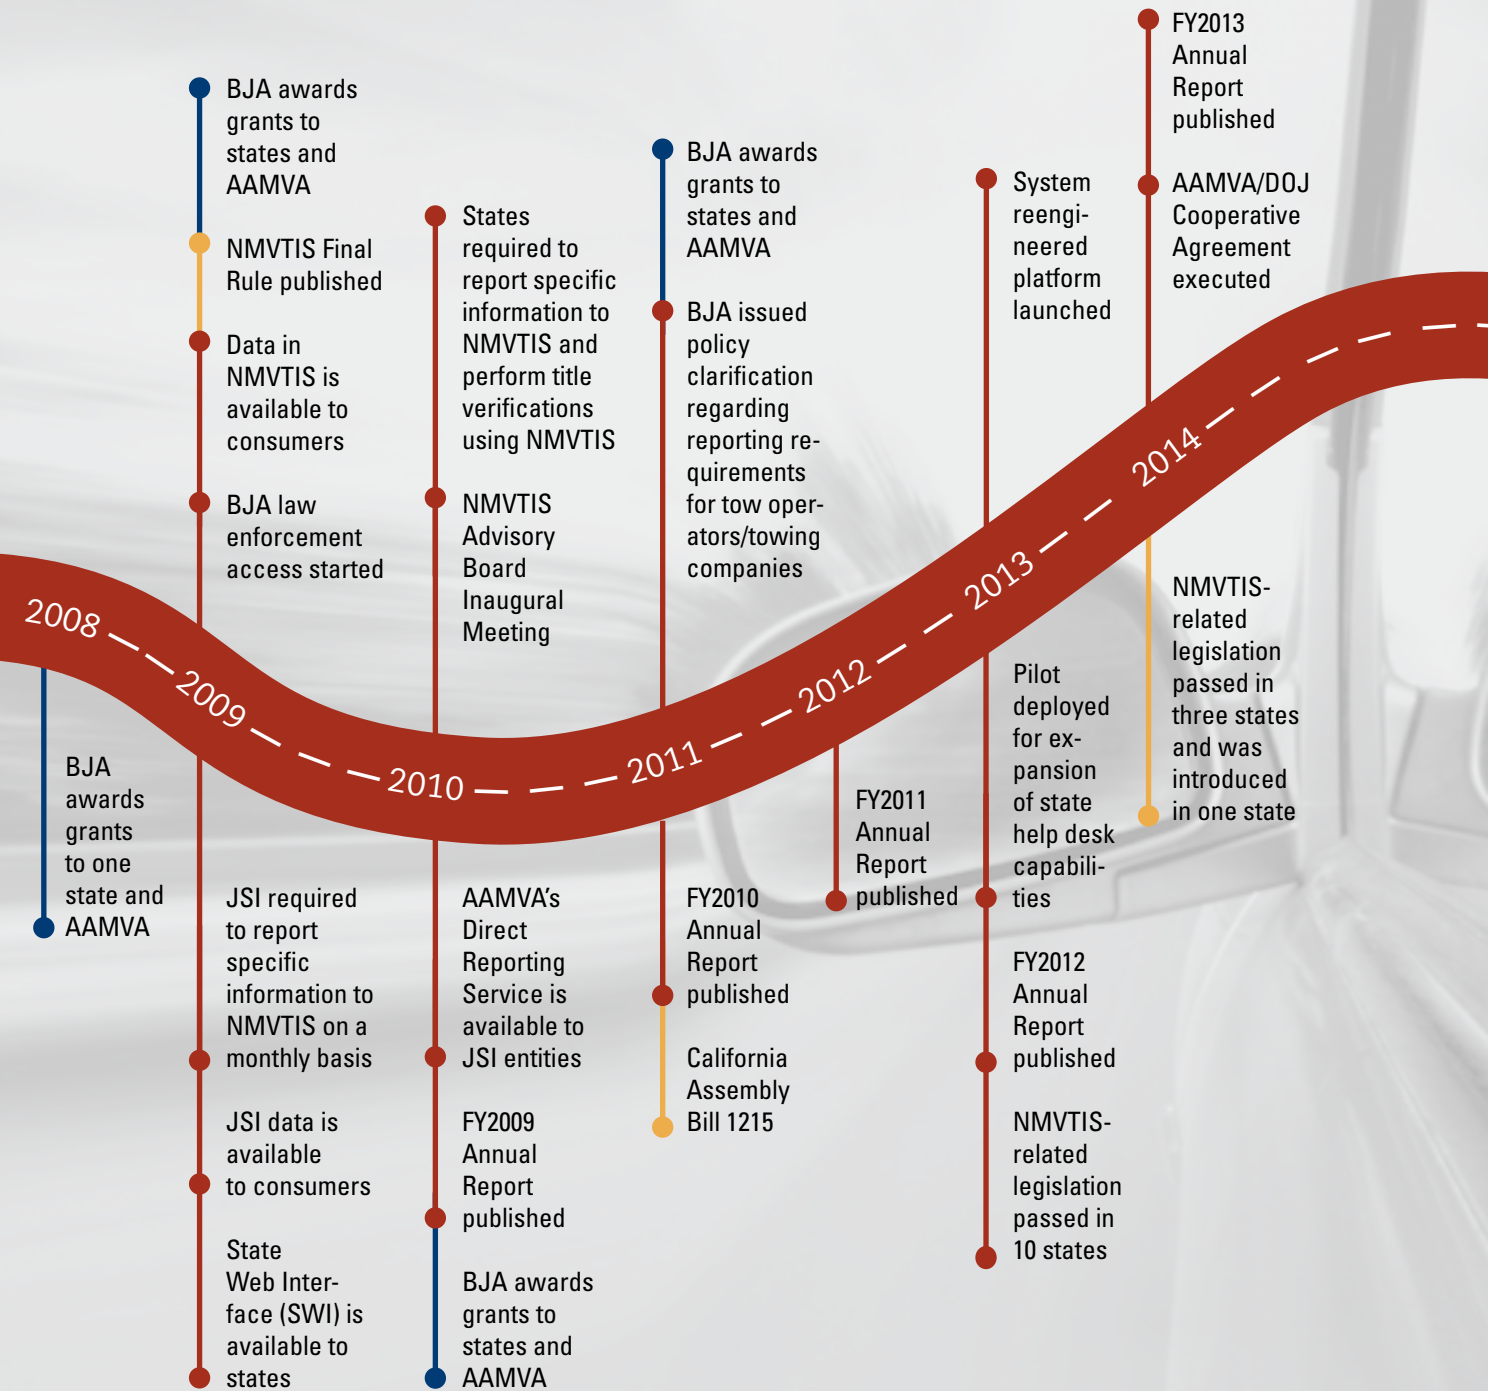 BJA awards
grants to
states and
AAMVA
NMVTIS Final
Rule published
Data in
NMVTIS is
available to
consumers
BJA law
enforcement
access started
States
required to
report specific
information to
NMVTIS and
perform title
verifications
using NMVTIS
NMVTIS
Advisory
Board
Inaugural
Meeting
BJA awards
grants to
states and
AAMVA
BJA issued
policy
clarification
regarding
reporting re-
quirements
for tow oper-
ators/towing
companies
System
reengi-
neered
platform
launched
FY2013
Annual
Report
published
AAMVA/DOJ
Cooperative
Agreement
executed
2008
2009
2010
2011
2012
2013
2014
BJA
awards
grants
to one
state and
AAMVA
JSI required
to report
specific
information to
NMVTIS on a
monthly basis
JSI data is
available
to consumers
State
Web Inter-
face (SWI) is
available to
states
AAMVA's
Direct
Reporting
Service is
available to
JSI entities
FY2009
Annual
Report
published
BJA awards
grants to
states and
AAMVA
FY2010
Annual
Report
published
California
Assembly
Bill 1215
FY2011
Annual
Report
published
Pilot
deployed
for ex-
pansion
of state
help desk
capabili-
ties
FY2012
Annual
Report
published
NMVTIS-
related
legislation
passed in
10 states
NMVTIS-
related
legislation
passed in
three states
and was
introduced
in one state